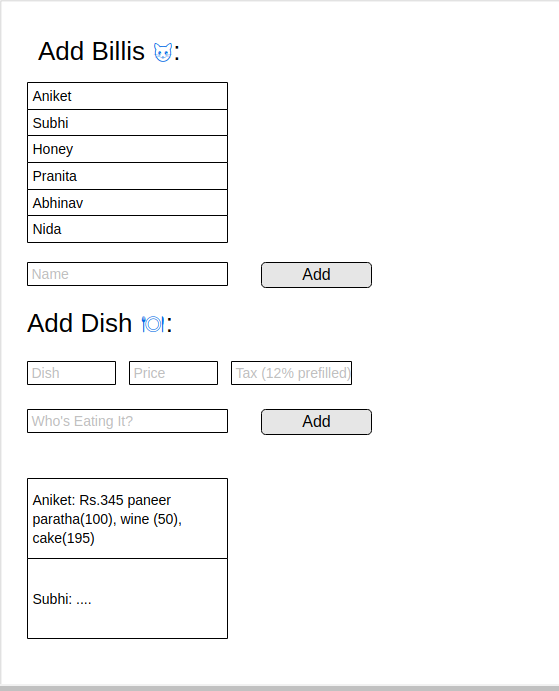 Add Billis 🐱:
Aniket
Subhi
Honey
Pranita
Abhinav
Nida
Name Add
Add Dish 🍽:
Dish Price Tax (12% prefilled)
Who's Eating It? Add
Aniket: Rs.345 paneer
paratha(100), wine (50),
cake(195)
Subhi: ....